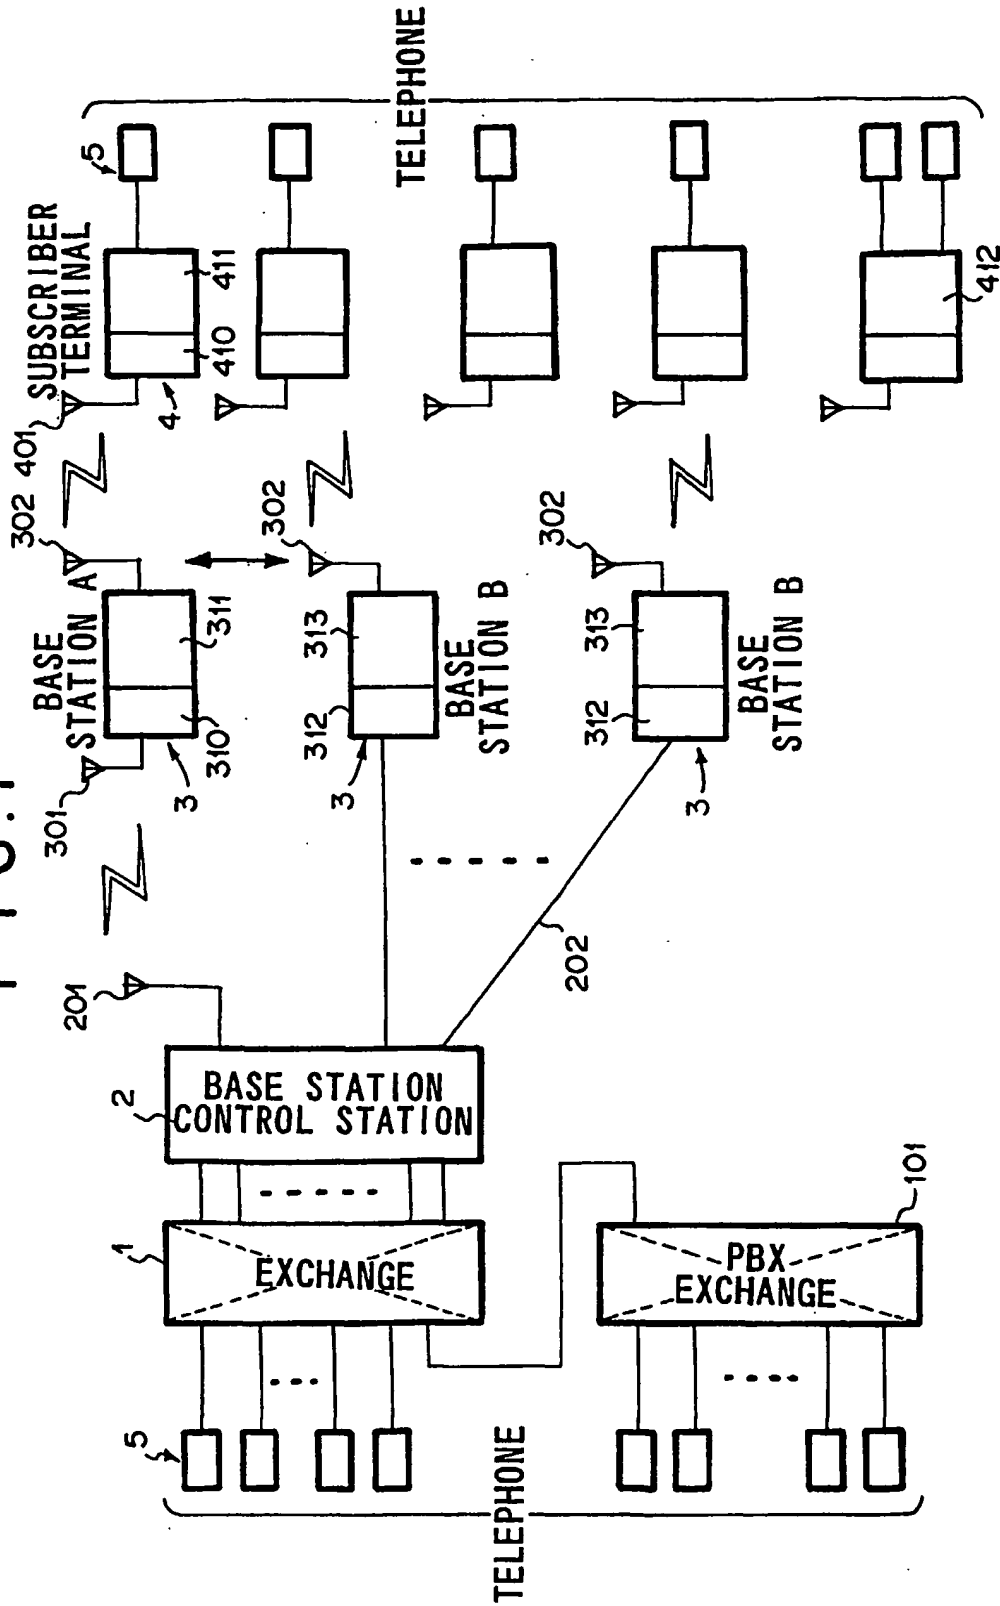 TELEPHONE
5
EXCHANGE
1
BASE STATION
CONTROL STATION
2
201
202
PBX
EXCHANGE
101
301
302
BASE
STATION A
310
311
3
302
312
313
3
BASE
STATION B
302
312
313
3
BASE
STATION B
401
SUBSCRIBER
TERMINAL
410
411
4
412
5
TELEPHONE